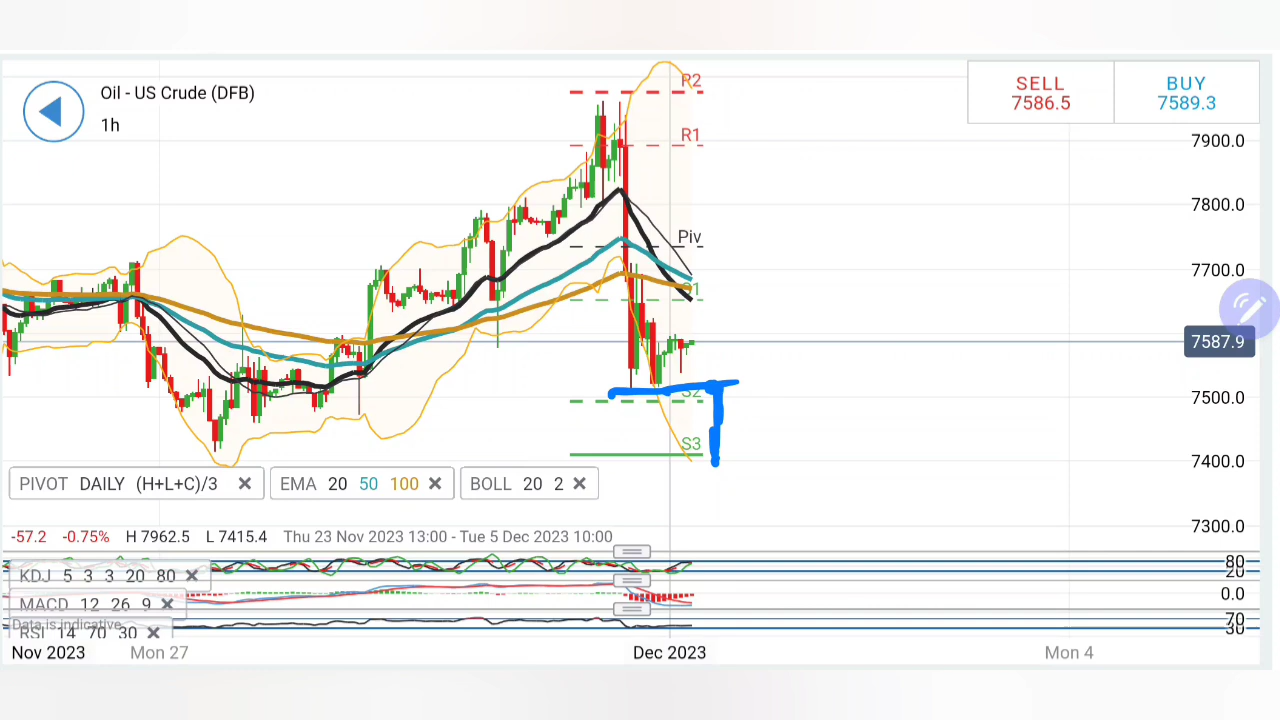 Oil - US Crude (DFB)
1h
SELL
7586.5
BUY
7589.3
R2
R1
Piv
S1
S2
S3
7900.0
7800.0
7700.0
7587.9
7500.0
7400.0
7300.0
PIVOT DAILY (H+L+C)/3
EMA 20 50 100
BOLL 20 2
-57.2 -0.75% H 7962.5 L 7415.4 Thu 23 Nov 2023 13:00 - Tue 5 Dec 2023 10:00
KDJ 5 3 3 20 80
80
20
MACD 12 26 9
0.0
Data is indicative
RSI 14 70 30
70
30
Nov 2023 Mon 27 Dec 2023 Mon 4